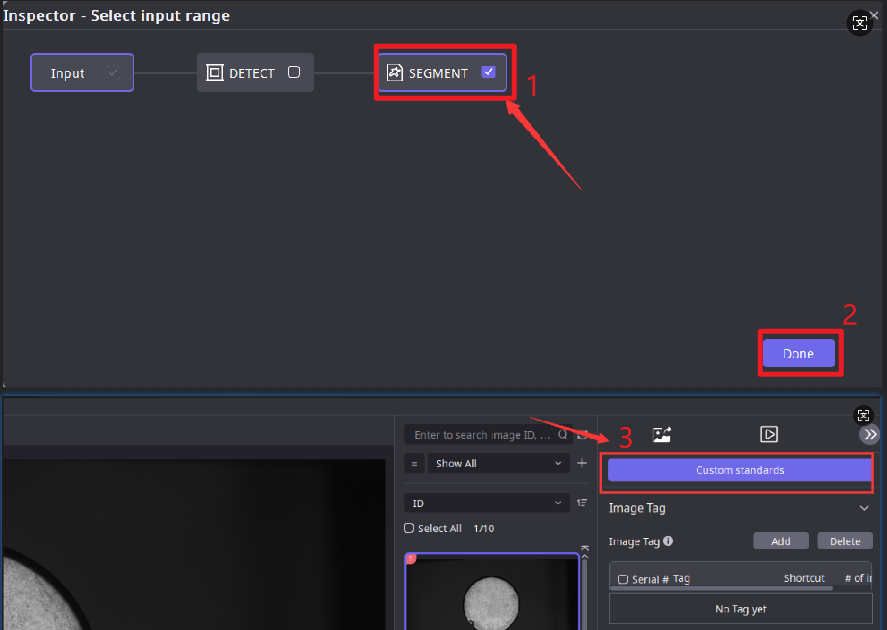 Inspector - Select input range
Input
DETECT
SEGMENT
1
2
Done
Enter to search image ID, ...
3
Show All
Custom standards
ID
Image Tag
Select All 1/10
Image Tag
Add
Delete
Serial # Tag Shortcut # of
No Tag yet